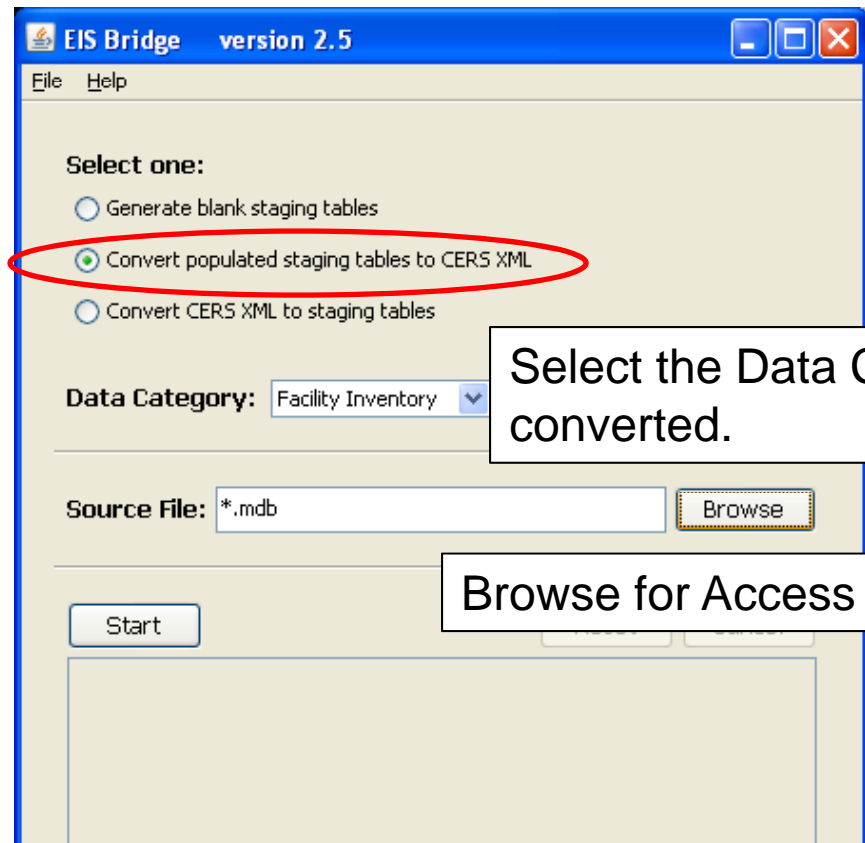 EIS Bridge version 2.5
File Help
Select one:
Generate blank staging tables
Convert populated staging tables to CERS XML
Convert CERS XML to staging tables
Select the Data
converted.
Data Category: Facility Inventory
Source File: *.mdb Browse
Browse for Access
Start